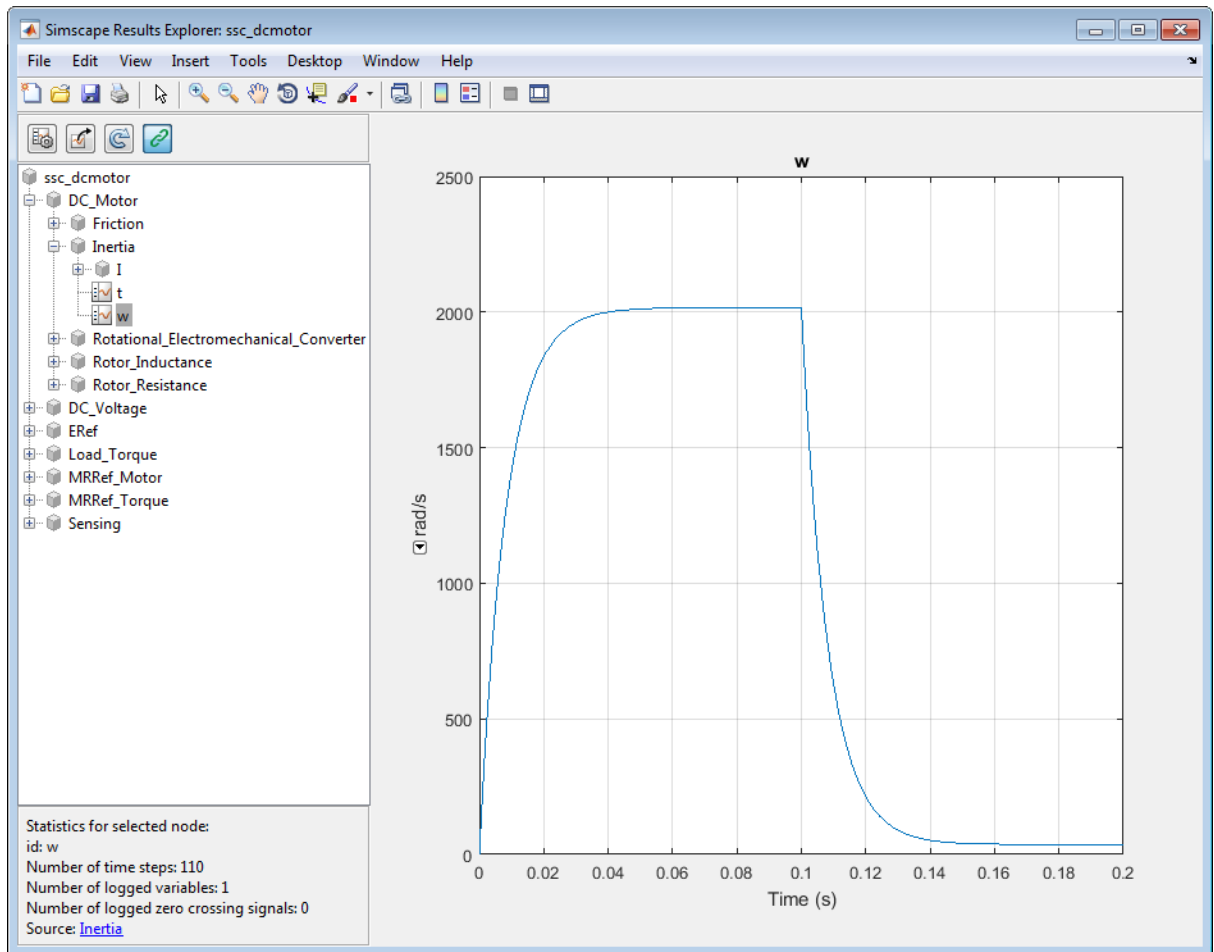 Simscape Results Explorer: ssc_dcmotor
File Edit View Insert Tools Desktop Window Help
ssc_dcmotor
DC_Motor
Friction
Inertia
I
t
w
Rotational_Electromechanical_Converter
Rotor_Inductance
Rotor_Resistance
DC_Voltage
ERef
Load_Torque
MRRef_Motor
MRRef_Torque
Sensing
Statistics for selected node:
id: w
Number of time steps: 110
Number of logged variables: 1
Number of logged zero crossing signals: 0
Source: Inertia
w
2500
2000
1500
1000
500
0
rad/s
0 0.02 0.04 0.06 0.08 0.1 0.12 0.14 0.16 0.18 0.2
Time (s)